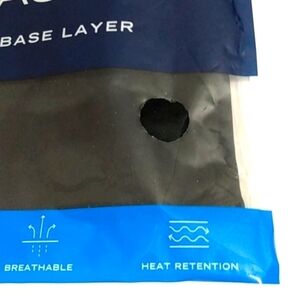 BASE LAYER
BREATHABLE
HEAT RETENTION